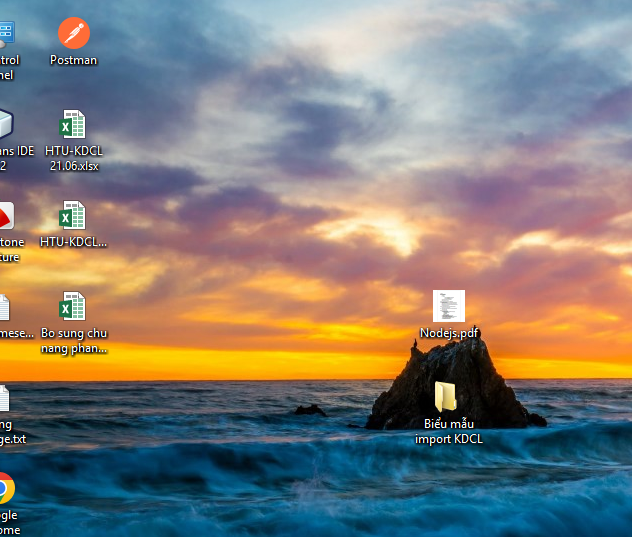 trol
nel
Postman
ns IDE
2
HTU-KDCL
21.06.xlsx
tone
ture
HTU-KDCL...
mese...
Bo sung chu
nang phan...
Nodejs.pdf
ng
ge.txt
Biểu mẫu
import KDCL
gle
ome